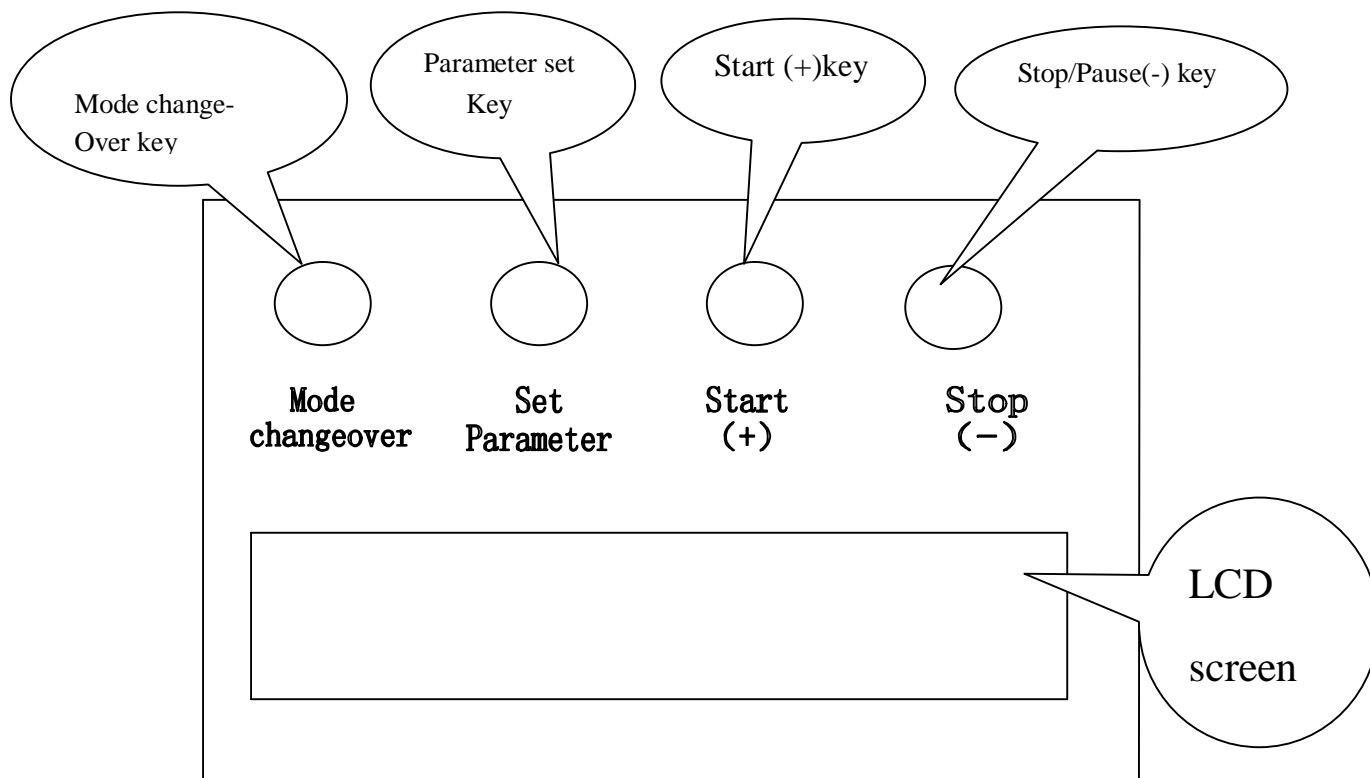 Mode change-
Over key
Parameter set
Key
Start (+)key
Stop/Pause(-) key
Mode
changeover
Set
Parameter
Start
(+)
Stop
(-)
LCD
screen